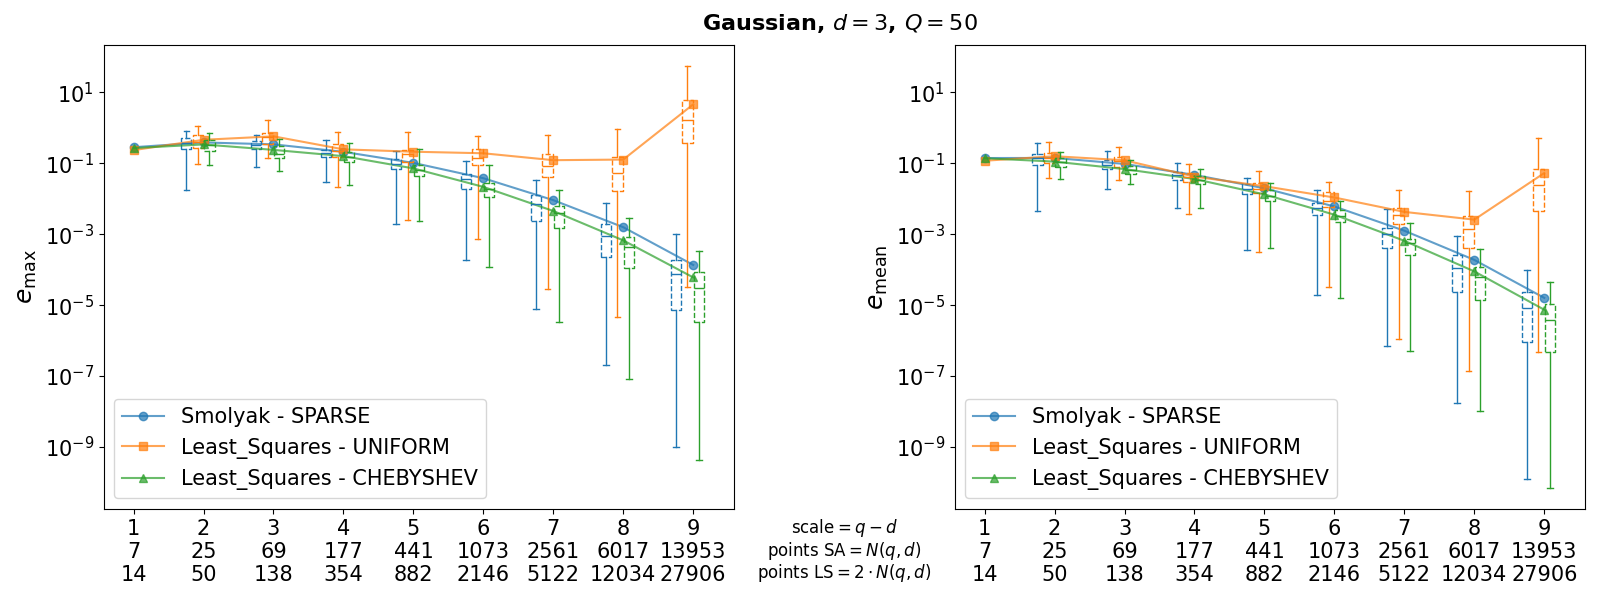 Gaussian, d = 3, Q = 50
e_max
10^1
10^-1
10^-3
10^-5
10^-7
10^-9
Smolyak - SPARSE
Least_Squares - UNIFORM
Least_Squares - CHEBYSHEV
1 2 3 4 5 6 7 8 9
7 25 69 177 441 1073 2561 6017 13953
14 50 138 354 882 2146 5122 12034 27906
scale = q − d
points SA = N(q, d)
points LS = 2 · N(q, d)
e_mean
10^1
10^-1
10^-3
10^-5
10^-7
10^-9
Smolyak - SPARSE
Least_Squares - UNIFORM
Least_Squares - CHEBYSHEV
1 2 3 4 5 6 7 8 9
7 25 69 177 441 1073 2561 6017 13953
14 50 138 354 882 2146 5122 12034 27906